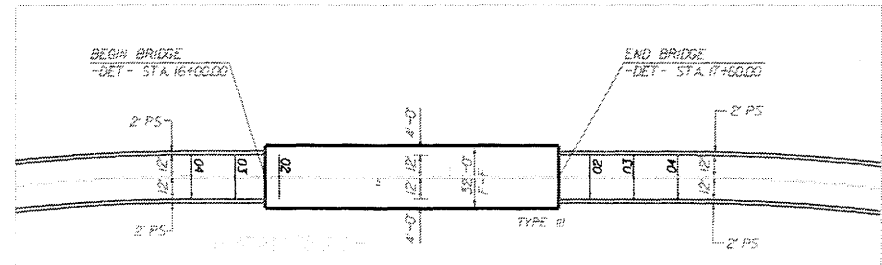 BEGIN BRIDGE
-DET- STA. 16+00.00
END BRIDGE
-DET- STA. 17+60.00
2' PS
2' PS
4'-0"
12' 12'
04
03
02
12' 12'
32'-0"
F-F
02
03
04
12' 12'
4'-0"
TYPE III
2' PS
2' PS